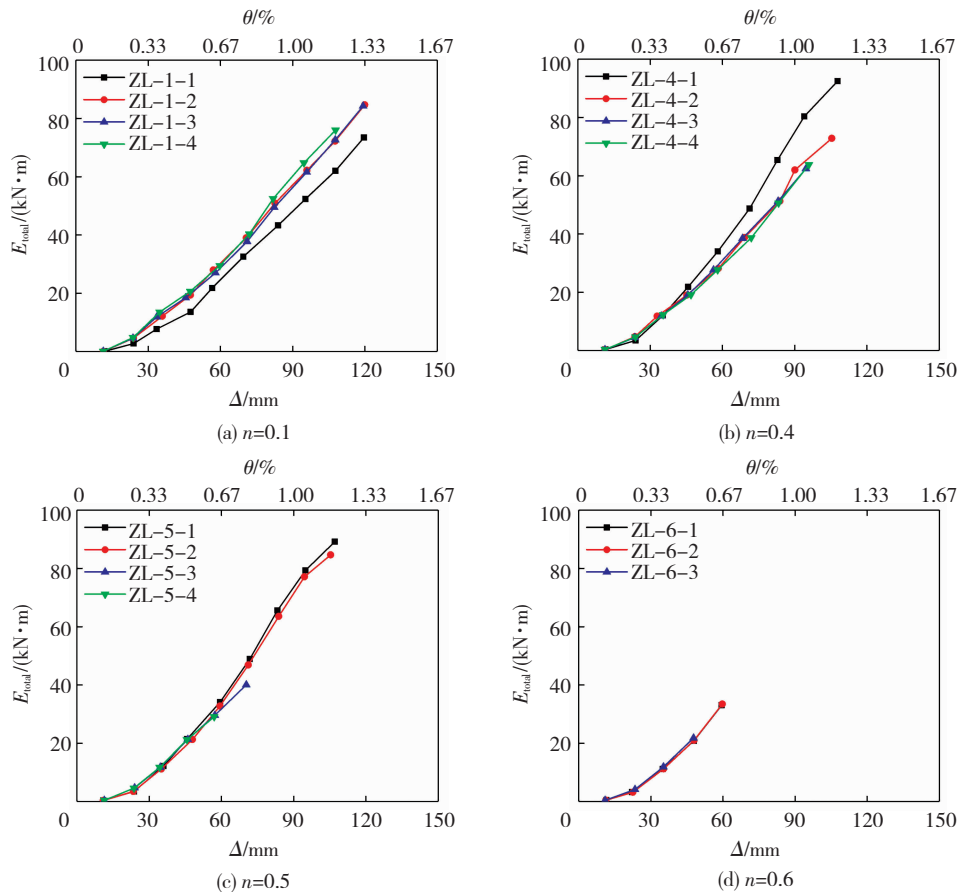 θ/%
0 0.33 0.67 1.00 1.33 1.67
100
80
60
40
20
E_total/(kN·m)
ZL-1-1
ZL-1-2
ZL-1-3
ZL-1-4
0 30 60 90 120 150
Δ/mm
(a) n=0.1
θ/%
0 0.33 0.67 1.00 1.33 1.67
100
80
60
40
20
E_total/(kN·m)
ZL-4-1
ZL-4-2
ZL-4-3
ZL-4-4
0 30 60 90 120 150
Δ/mm
(b) n=0.4
θ/%
0 0.33 0.67 1.00 1.33 1.67
100
80
60
40
20
E_total/(kN·m)
ZL-5-1
ZL-5-2
ZL-5-3
ZL-5-4
0 30 60 90 120 150
Δ/mm
(c) n=0.5
θ/%
0 0.33 0.67 1.00 1.33 1.67
100
80
60
40
20
E_total/(kN·m)
ZL-6-1
ZL-6-2
ZL-6-3
0 30 60 90 120 150
Δ/mm
(d) n=0.6